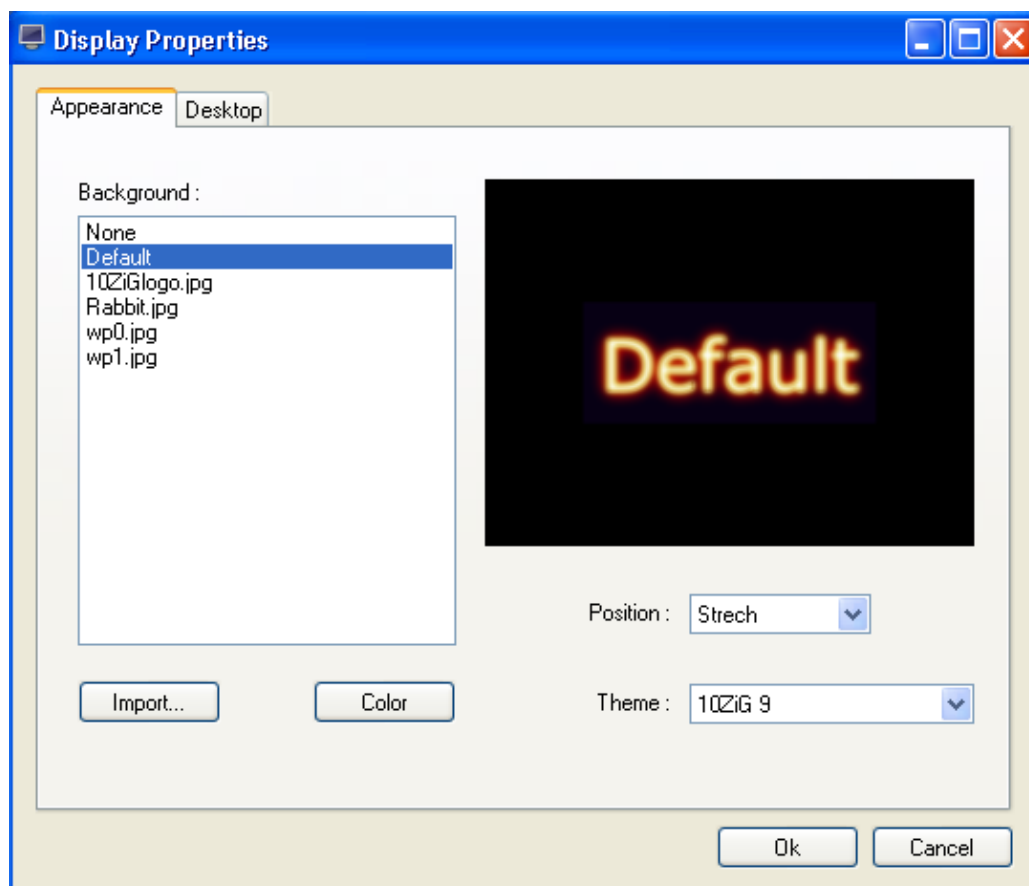 Display Properties
Appearance
Desktop
Background :
None
Default
10ZiGlogo.jpg
Rabbit.jpg
wp0.jpg
wp1.jpg
Default
Position :
Strech
Import...
Color
Theme :
10ZiG 9
Ok
Cancel